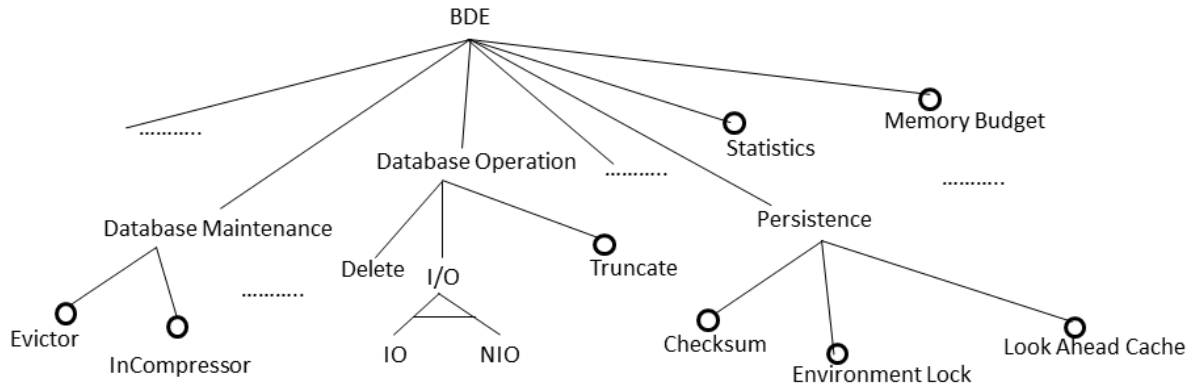 BDE
Memory Budget
………..
Statistics
Database Operation
………..
………..
Persistence
Database Maintenance
Delete
I/O
Truncate
………..
Evictor
InCompressor
IO
NIO
Checksum
Environment Lock
Look Ahead Cache